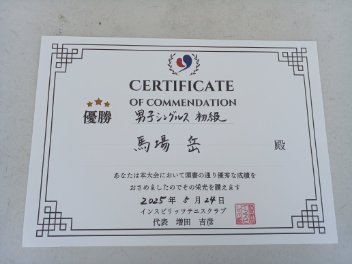 CERTIFICATE
OF COMMENDATION
優勝 男子シングルス 初級
馬場 岳 殿
あなたは本大会において頭書の通り優秀な成績を
おさめましたのでその栄光を讃えます
2025年 5月 24日
インスピリッツテニスクラブ
代表 増田 吉彦